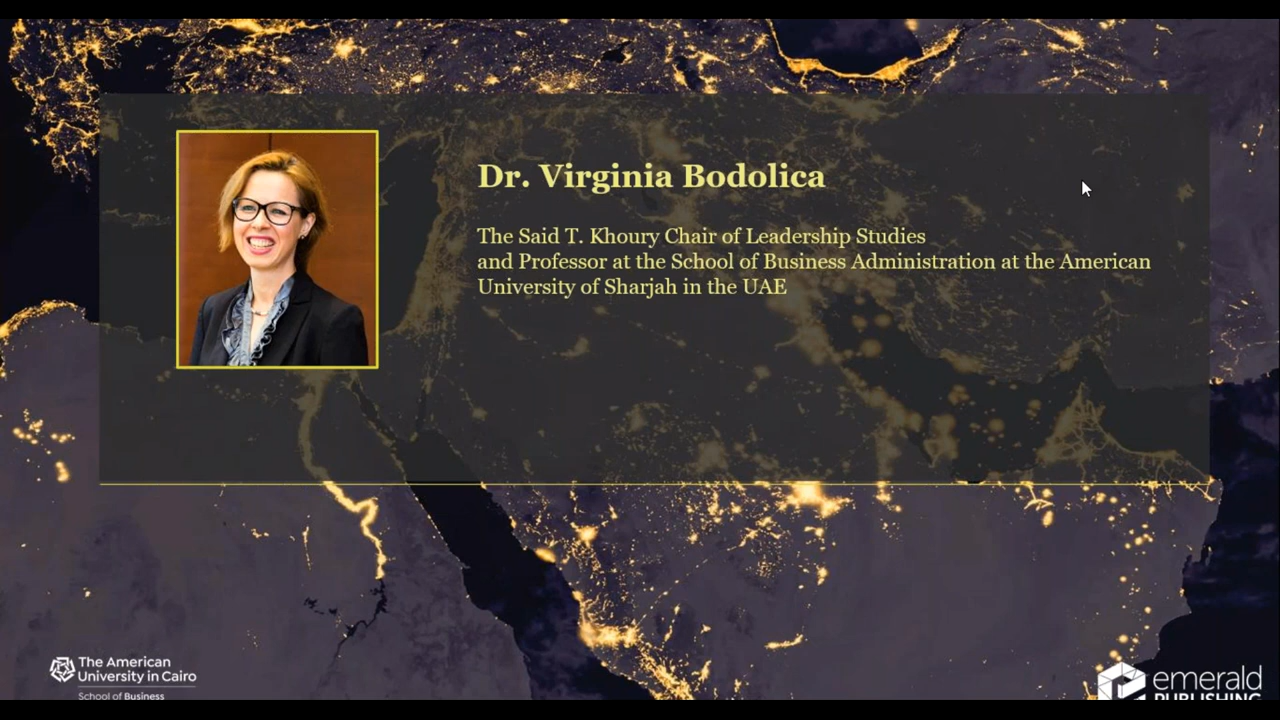 Dr. Virginia Bodolica
The Said T. Khoury Chair of Leadership Studies
and Professor at the School of Business Administration at the American
University of Sharjah in the UAE
The American
University in Cairo
School of Business
emerald
PUBLISHING